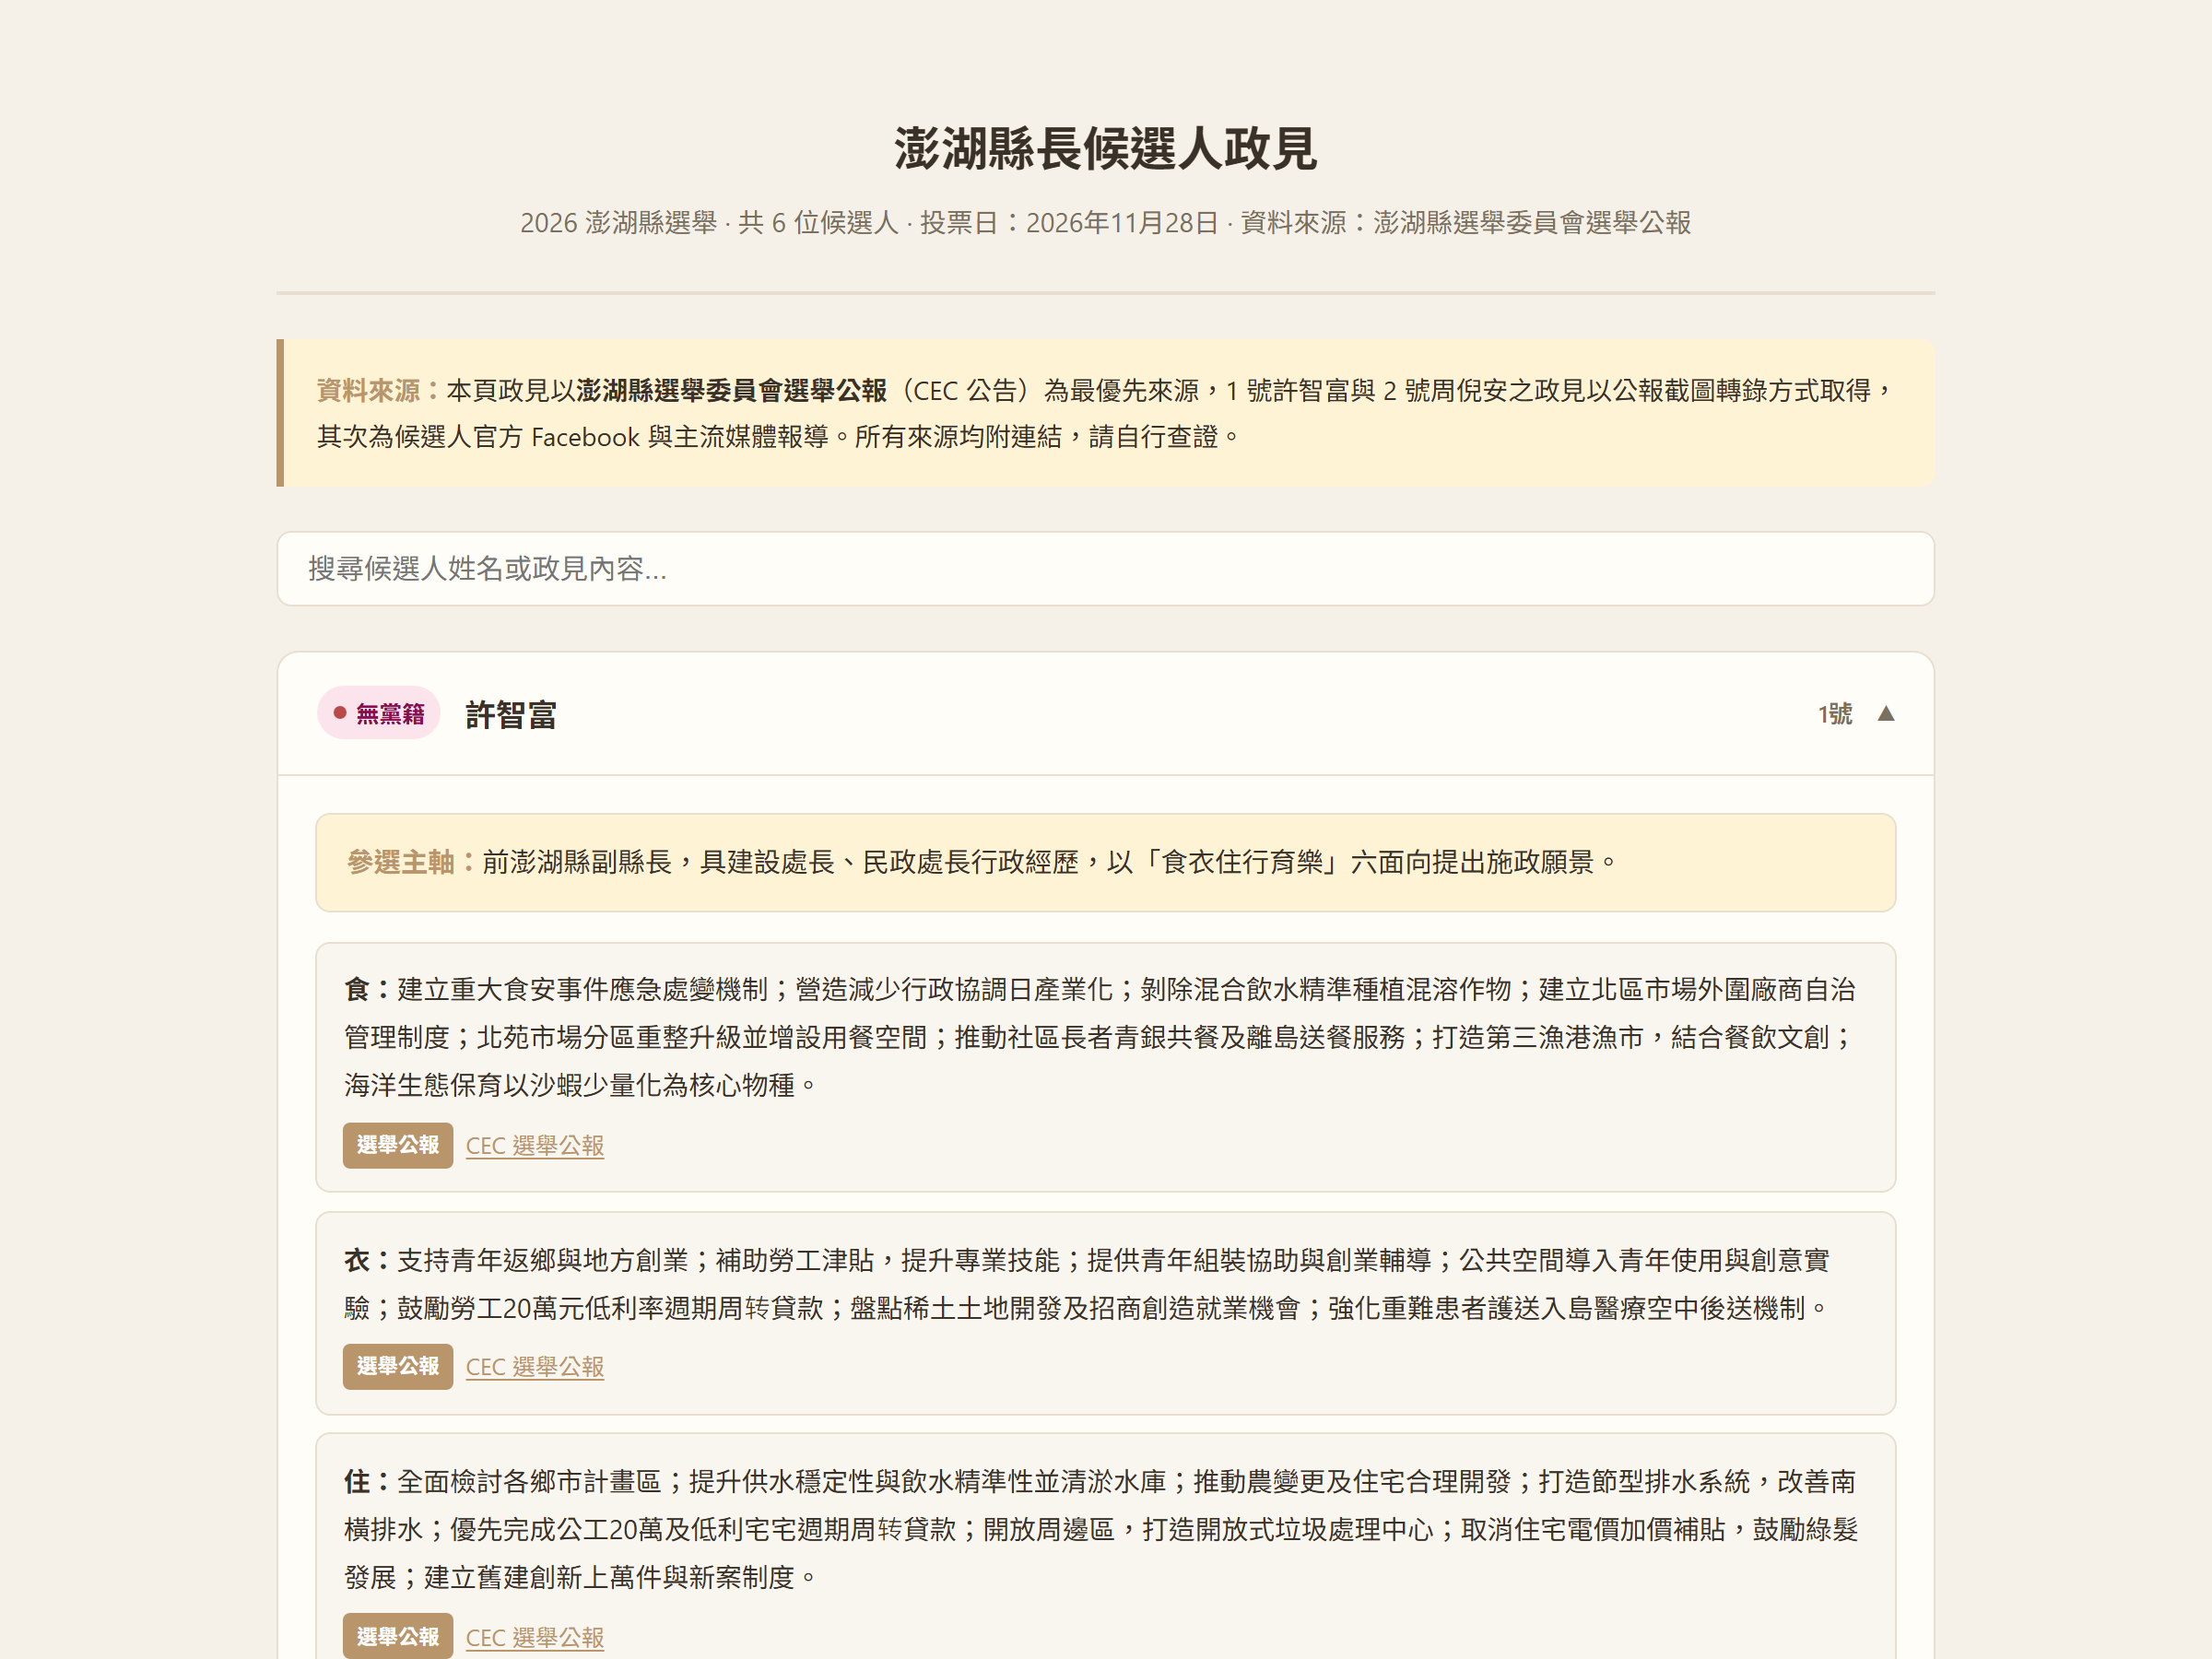 澎湖縣長候選人政見
2026 澎湖縣選舉 · 共 6 位候選人 · 投票日：2026年11月28日 · 資料來源：澎湖縣選舉委員會選舉公報
資料來源：本頁政見以澎湖縣選舉委員會選舉公報（CEC 公告）為最優先來源，1 號許智富與 2 號周倪安之政見以公報截圖轉錄方式取得，
其次為候選人官方 Facebook 與主流媒體報導。所有來源均附連結，請自行查證。
搜尋候選人姓名或政見內容...
無黨籍 許智富 1號 ▲
參選主軸：前澎湖縣副縣長，具建設處長、民政處長行政經歷，以「食衣住行育樂」六面向提出施政願景。
食：建立重大食安事件應急處變機制；營造減少行政協調日產業化；剝除混合飲水精準種植混溶作物；建立北區市場外圍廠商自治
管理制度；北苑市場分區重整升級並增設用餐空間；推動社區長者青銀共餐及離島送餐服務；打造第三漁港漁市，結合餐飲文創；
海洋生態保育以沙蝦少量化為核心物種。
選舉公報 CEC 選舉公報
衣：支持青年返鄉與地方創業；補助勞工津貼，提升專業技能；提供青年組裝協助與創業輔導；公共空間導入青年使用與創意實
驗；鼓勵勞工20萬元低利率週期周转貸款；盤點稀土土地開發及招商創造就業機會；強化重難患者護送入島醫療空中後送機制。
選舉公報 CEC 選舉公報
住：全面檢討各鄉市計畫區；提升供水穩定性與飲水精準性並清淤水庫；推動農變更及住宅合理開發；打造節型排水系統，改善南
橫排水；優先完成公工20萬及低利宅宅週期周转貸款；開放周邊區，打造開放式垃圾處理中心；取消住宅電價加價補貼，鼓勵綠髮
發展；建立舊建創新上萬件與新案制度。
選舉公報 CEC 選舉公報